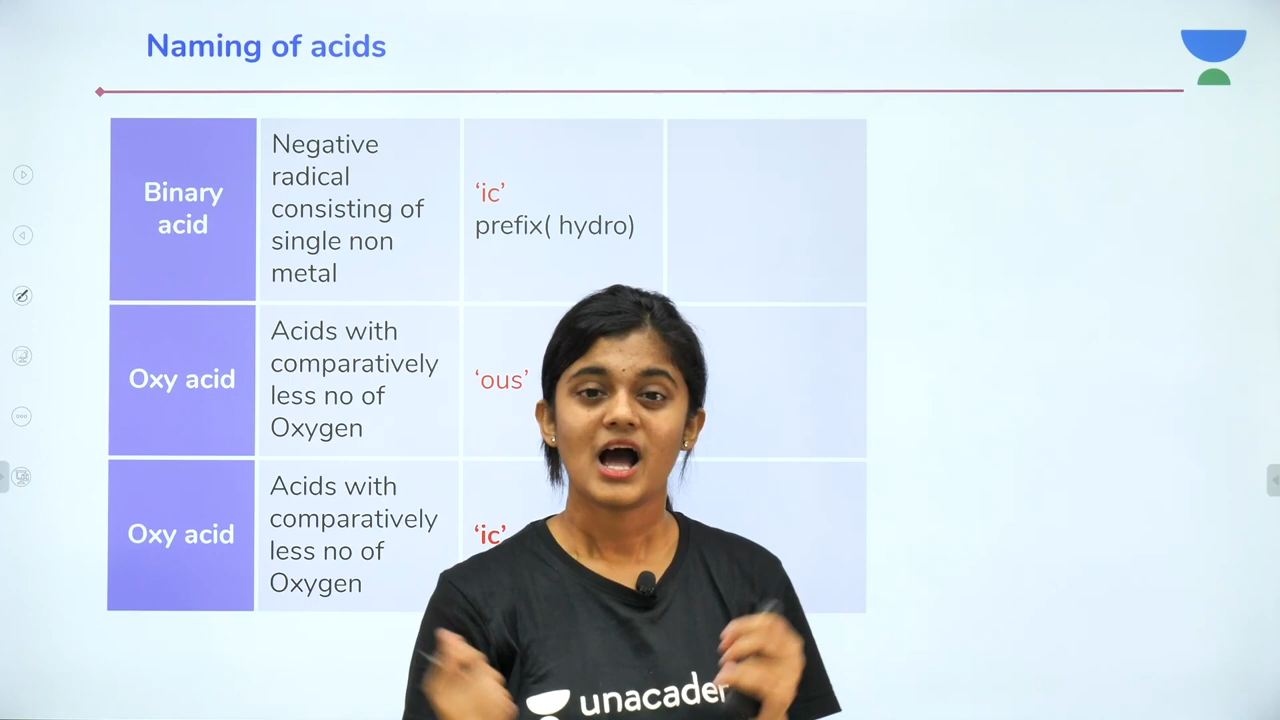 Naming of acids
Binary
acid
Negative
radical
consisting of
single non
metal
‘ic’
prefix( hydro)
Oxy acid
Acids with
comparatively
less no of
Oxygen
‘ous’
Oxy acid
Acids with
comparatively
less no of
Oxygen
‘ic’
unacader